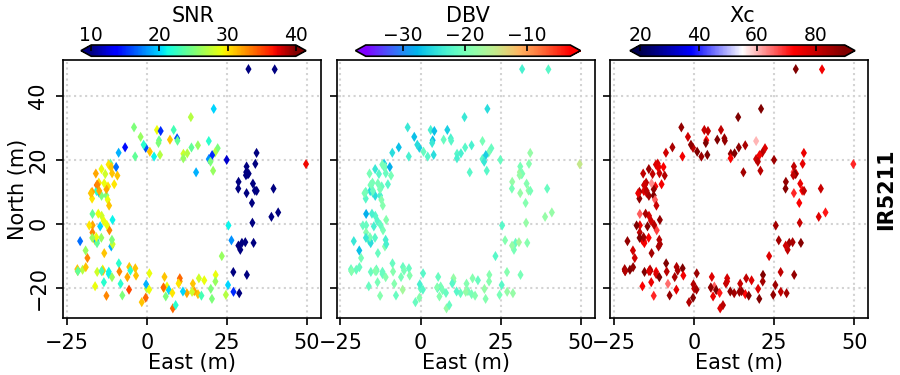 SNR DBV Xc
10 20 30 40 −30 −20 −10 20 40 60 80
40
20
0
−20
North (m)
IR5211
−25 0 25 50 −25 0 25 50 −25 0 25 50
East (m) East (m) East (m)